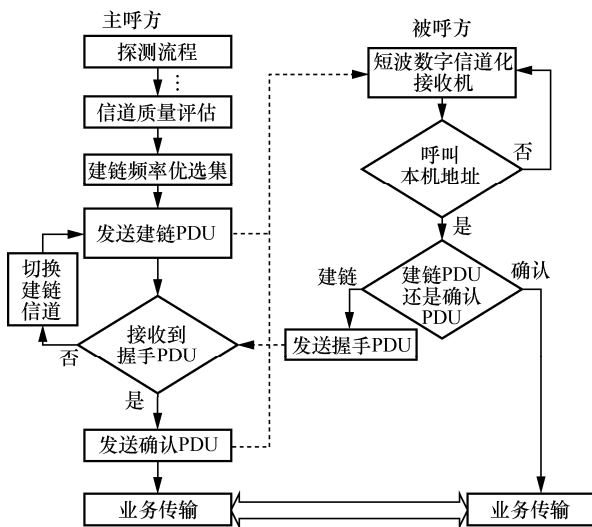 主呼方
探测流程
信道质量评估
建链频率优选集
发送建链PDU
切换
建链
信道
接收到
握手PDU
否
是
发送确认PDU
业务传输
被呼方
短波数字信道化
接收机
呼叫
本机地址
否
是
建链PDU
还是确认
PDU
建链
确认
发送握手PDU
业务传输